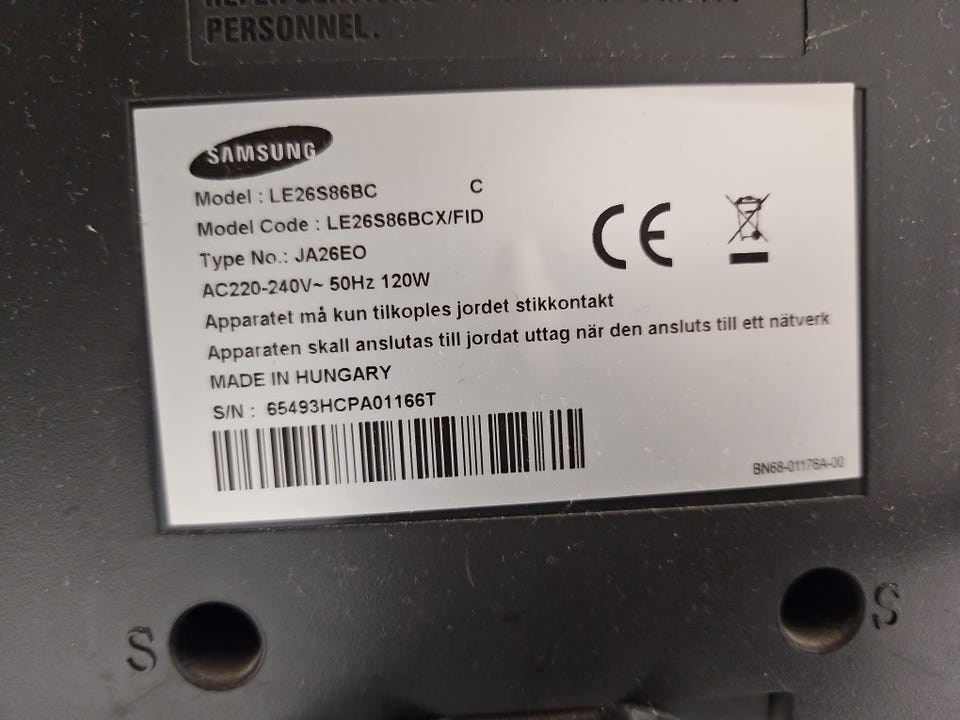 PERSONNEL.
SAMSUNG
Model : LE26S86BC C
Model Code : LE26S86BCX/FID
Type No.: JA26EO
AC220-240V~ 50Hz 120W
Apparatet må kun tilkoples jordet stikkontakt
Apparaten skall anslutas till jordat uttag när den ansluts till ett nätverk
MADE IN HUNGARY
S/N : 65493HCPA01166T
CE
BN68-01176A-00
S
S